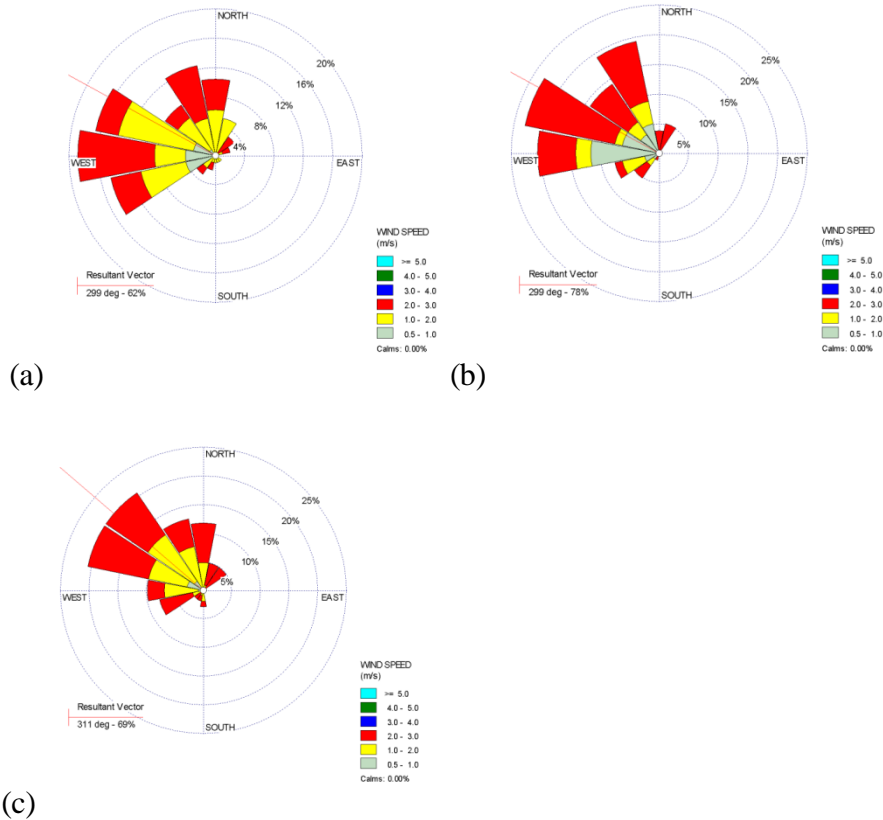 NORTH
20%
16%
12%
8%
4%
WEST
EAST
SOUTH
WIND SPEED
(m/s)
>= 5.0
4.0 - 5.0
3.0 - 4.0
2.0 - 3.0
1.0 - 2.0
0.5 - 1.0
Calms: 0.00%
Resultant Vector
299 deg - 62%
(a)
NORTH
25%
20%
15%
10%
5%
WEST
EAST
SOUTH
WIND SPEED
(m/s)
>= 5.0
4.0 - 5.0
3.0 - 4.0
2.0 - 3.0
1.0 - 2.0
0.5 - 1.0
Calms: 0.00%
Resultant Vector
299 deg - 78%
(b)
NORTH
25%
20%
15%
10%
5%
WEST
EAST
SOUTH
WIND SPEED
(m/s)
>= 5.0
4.0 - 5.0
3.0 - 4.0
2.0 - 3.0
1.0 - 2.0
0.5 - 1.0
Calms: 0.00%
Resultant Vector
311 deg - 69%
(c)